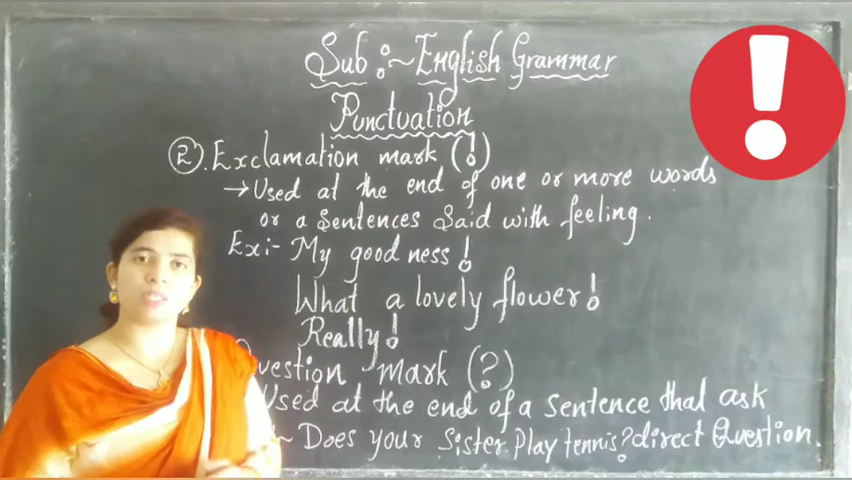 Sub :~ English Grammar
Punctuation
(2). Exclamation mark (!)
→ Used at the end of one or more words
or a sentences said with feeling.
Ex:- My good ness!
What a lovely flower!
Really!
uestion mark (?)
Used at the end of a sentence that ask
~ Does your sister play tennis? direct Question.
!